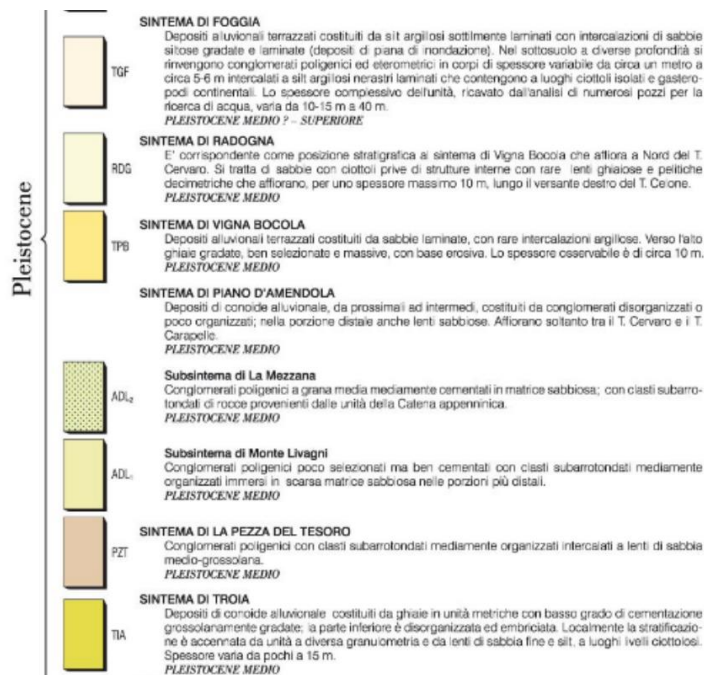 SINTEMA DI FOGGIA
Depositi alluvionali terrazzati costituiti da silt argillosi sottilmente laminati con intercalazioni di sabbie
siltose gradate e laminate (depositi di piana di inondazione). Nel sottosuolo a diverse profondità si
rinvengono conglomerati poligenici ed eterometrici in corpi di spessore variabile da circa un metro a
circa 5-6 m intercalati a silt argillosi nerastri laminati che contengono a luoghi ciottoli isolati e gastero-
podi continentali. Lo spessore complessivo dell'unità, ricavato dall'analisi di numerosi pozzi per la
ricerca di acqua, varia da 10-15 m a 40 m.
PLEISTOCENE MEDIO ? – SUPERIORE
TGF
SINTEMA DI RADOGNA
E' corrispondente come posizione stratigrafica al sintema di Vigna Bocola che affiora a Nord del T.
Cervaro. Si tratta di sabbie con ciottoli prive di strutture interne con rare lenti ghiaiose e pelitiche
decimetriche che affiorano, per uno spessore massimo 10 m, lungo il versante destro del T. Celone.
PLEISTOCENE MEDIO
RDG
SINTEMA DI VIGNA BOCOLA
Depositi alluvionali terrazzati costituiti da sabbie laminate, con rare intercalazioni argillose. Verso l'alto
ghiaie gradate, ben selezionate e massive, con base erosiva. Lo spessore osservabile è di circa 10 m.
PLEISTOCENE MEDIO
TPB
SINTEMA DI PIANO D'AMENDOLA
Depositi di conoide alluvionale, da prossimali ad intermedi, costituiti da conglomerati disorganizzati o
poco organizzati; nella porzione distale anche lenti sabbiose. Affiorano soltanto tra il T. Cervaro e il T.
Carapelle.
PLEISTOCENE MEDIO
Subsintema di La Mezzana
Conglomerati poligenici a grana media mediamente cementati in matrice sabbiosa; con clasti subarro-
tondati di rocce provenienti dalle unità della Catena appenninica.
PLEISTOCENE MEDIO
ADL₂
Subsintema di Monte Livagni
Conglomerati poligenici poco selezionati ma ben cementati con clasti subarrotondati mediamente
organizzati immersi in scarsa matrice sabbiosa nelle porzioni più distali.
PLEISTOCENE MEDIO
ADL₁
SINTEMA DI LA PEZZA DEL TESORO
Conglomerati poligenici con clasti subarrotondati mediamente organizzati intercalati a lenti di sabbia
medio-grossolana.
PLEISTOCENE MEDIO
PZT
SINTEMA DI TROIA
Depositi di conoide alluvionale costituiti da ghiaie in unità metriche con basso grado di cementazione
grossolanamente gradate; la parte inferiore è disorganizzata ed embriciata. Localmente la stratificazio-
ne è accennata da unità a diversa granulometria e da lenti di sabbia fine e silt, a luoghi livelli ciottolosi.
Spessore varia da pochi a 15 m.
PLEISTOCENE MEDIO
TIA
Pleistocene